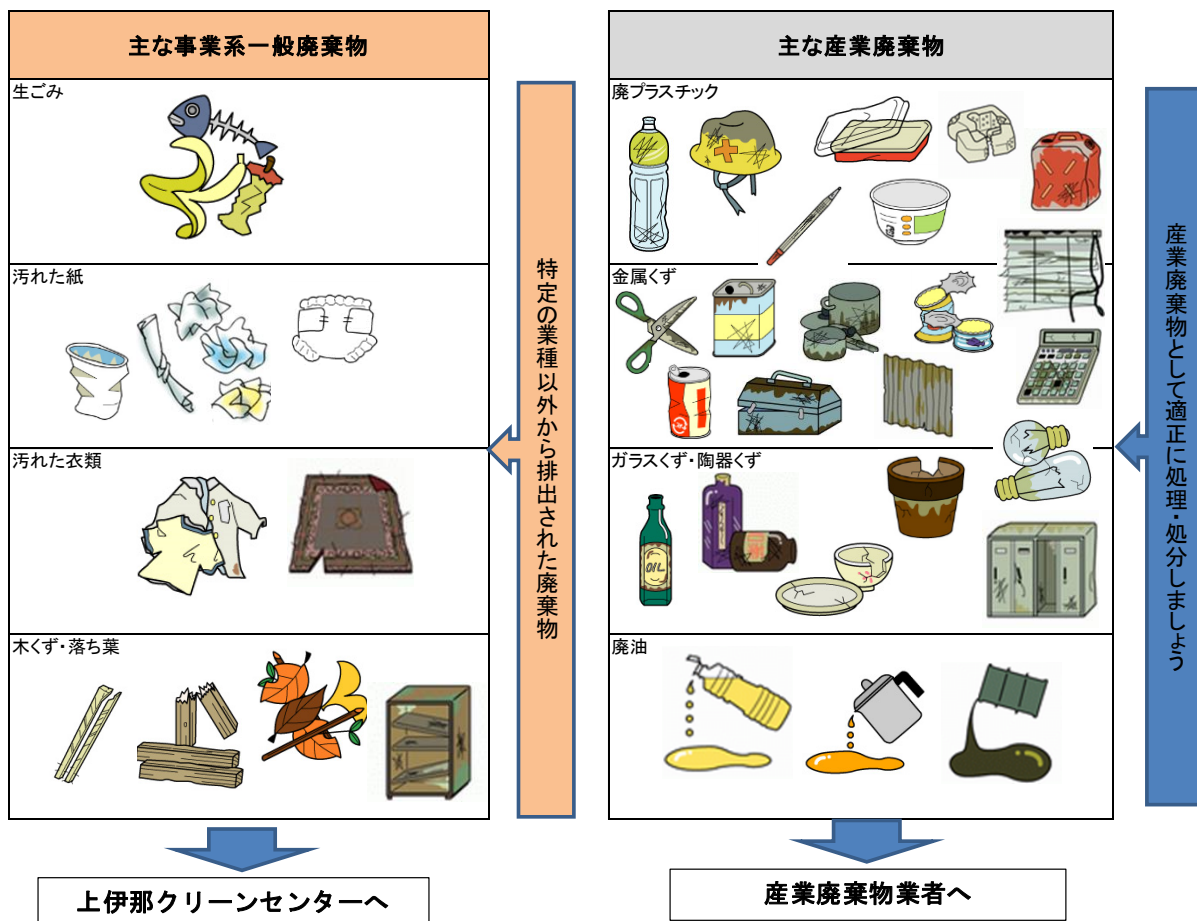 主な事業系一般廃棄物
生ごみ
汚れた紙
汚れた衣類
木くず・落ち葉
特定の業種以外から排出された廃棄物
上伊那クリーンセンターへ
主な産業廃棄物
廃プラスチック
金属くず
ガラスくず・陶器くず
OIL
廃油
産業廃棄物として適正に処理・処分しましょう
産業廃棄物業者へ